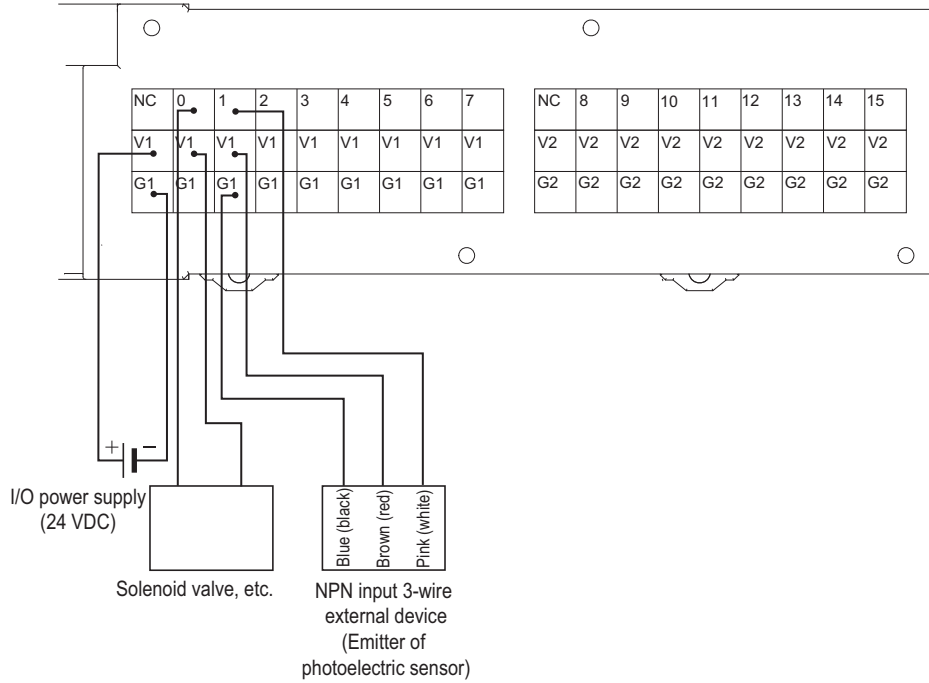 NC 0 1 2 3 4 5 6 7 NC 8 9 10 11 12 13 14 15
V1 V1 V1 V1 V1 V1 V1 V1 V1 V2 V2 V2 V2 V2 V2 V2 V2 V2
G1 G1 G1 G1 G1 G1 G1 G1 G1 G2 G2 G2 G2 G2 G2 G2 G2 G2
+ −
I/O power supply
(24 VDC)
Solenoid valve, etc.
Blue (black)
Brown (red)
Pink (white)
NPN input 3-wire
external device
(Emitter of
photoelectric sensor)